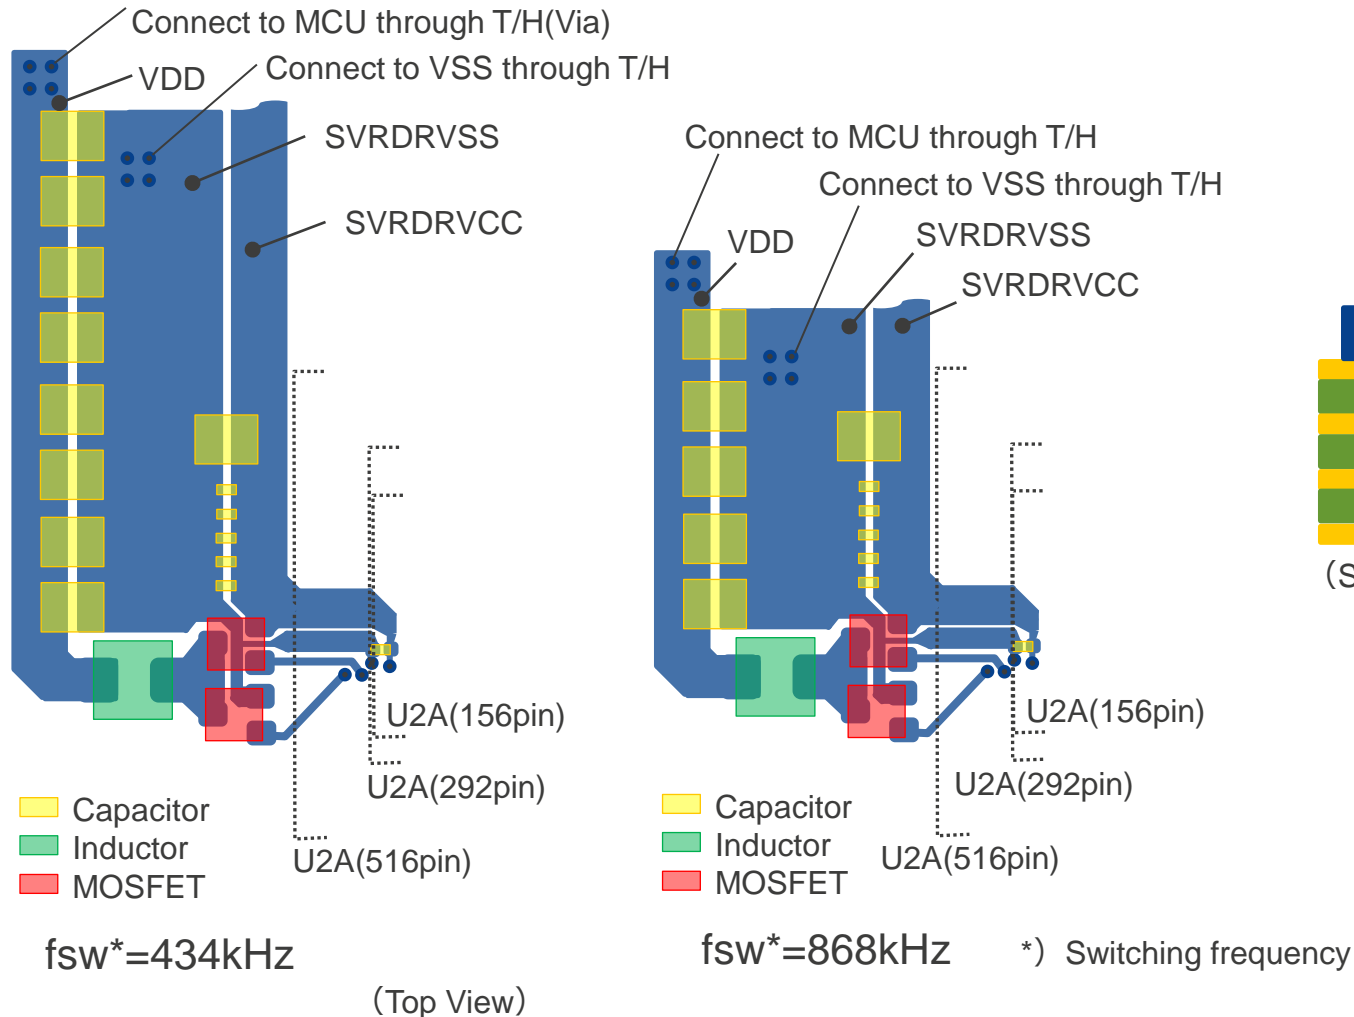 Connect to MCU through T/H(Via)
VDD
Connect to VSS through T/H
SVRDRVSS
SVRDRVCC
U2A(156pin)
U2A(292pin)
U2A(516pin)
Capacitor
Inductor
MOSFET
fsw*=434kHz
Connect to MCU through T/H
Connect to VSS through T/H
VDD
SVRDRVSS
SVRDRVCC
U2A(156pin)
U2A(292pin)
U2A(516pin)
Capacitor
Inductor
MOSFET
fsw*=868kHz
*）Switching frequency
（Top View）
（S